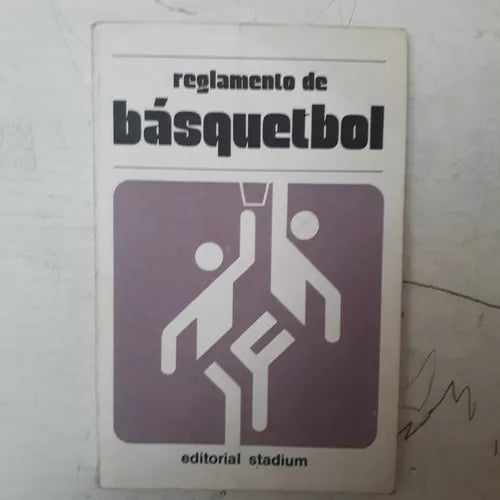 reglamento de
básquetbol
editorial stadium